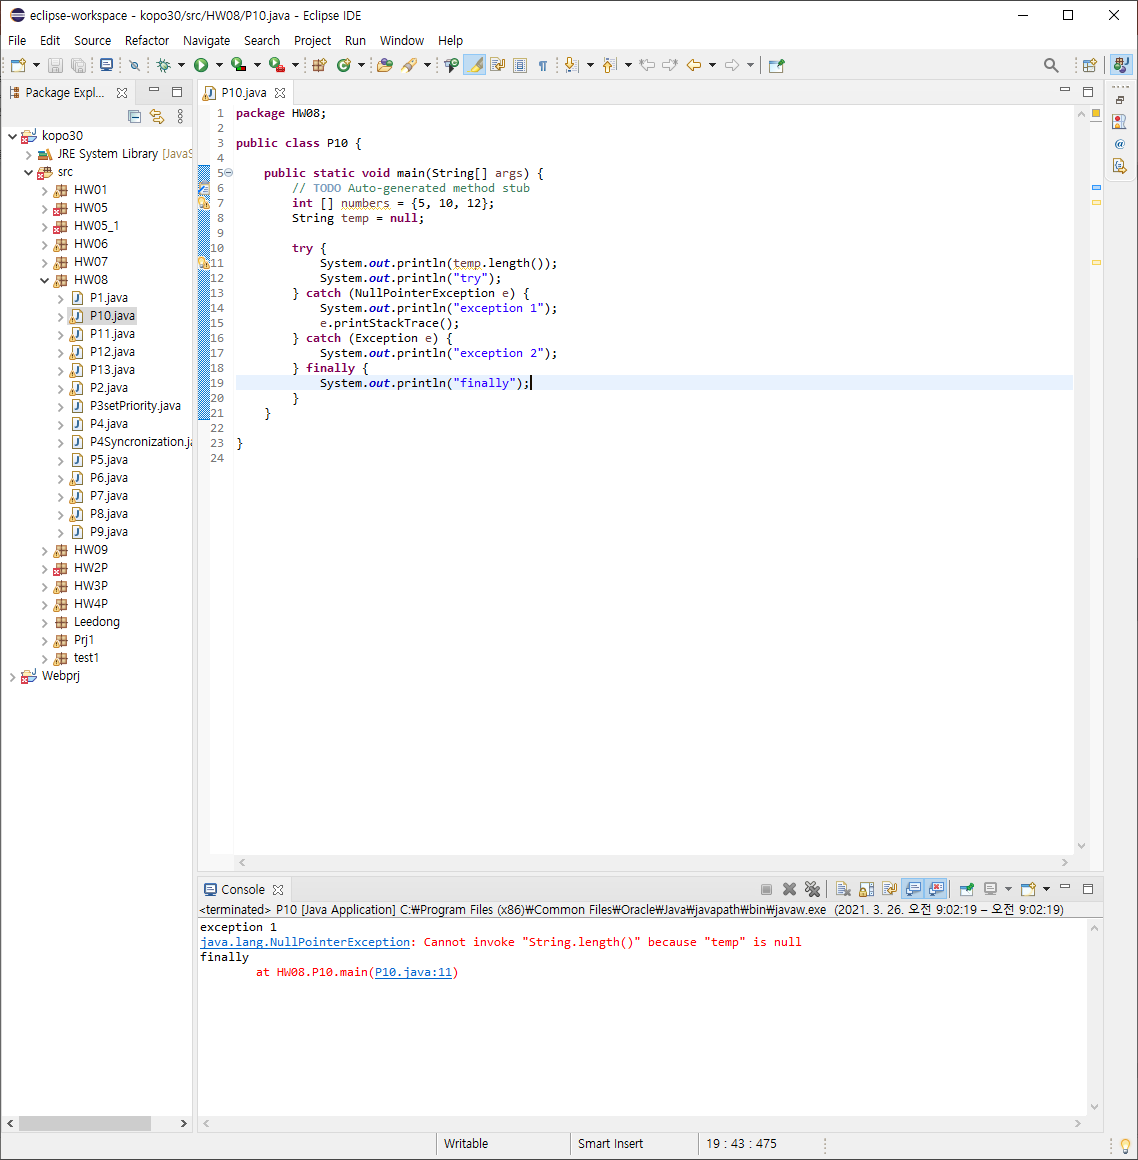 eclipse-workspace - kopo30/src/HW08/P10.java - Eclipse IDE
File Edit Source Refactor Navigate Search Project Run Window Help
Package Expl...
kopo30
JRE System Library [JavaS
src
HW01
HW05
HW05_1
HW06
HW07
HW08
P1.java
P10.java
P11.java
P12.java
P13.java
P2.java
P3setPriority.java
P4.java
P4Syncronization.ja
P5.java
P6.java
P7.java
P8.java
P9.java
HW09
HW2P
HW3P
HW4P
Leedong
Prj1
test1
Webprj
P10.java
1 package HW08;
2
3 public class P10 {
4
5 public static void main(String[] args) {
6 // TODO Auto-generated method stub
7 int [] numbers = {5, 10, 12};
8 String temp = null;
9
10 try {
11 System.out.println(temp.length());
12 System.out.println("try");
13 } catch (NullPointerException e) {
14 System.out.println("exception 1");
15 e.printStackTrace();
16 } catch (Exception e) {
17 System.out.println("exception 2");
18 } finally {
19 System.out.println("finally");
20 }
21 }
22
23 }
24
Console
<terminated> P10 [Java Application] C:₩Program Files (x86)₩Common Files₩Oracle₩Java₩javapath₩bin₩javaw.exe (2021. 3. 26. 오전 9:02:19 – 오전 9:02:19)
exception 1
java.lang.NullPointerException: Cannot invoke "String.length()" because "temp" is null
finally
at HW08.P10.main(P10.java:11)
Writable Smart Insert 19 : 43 : 475